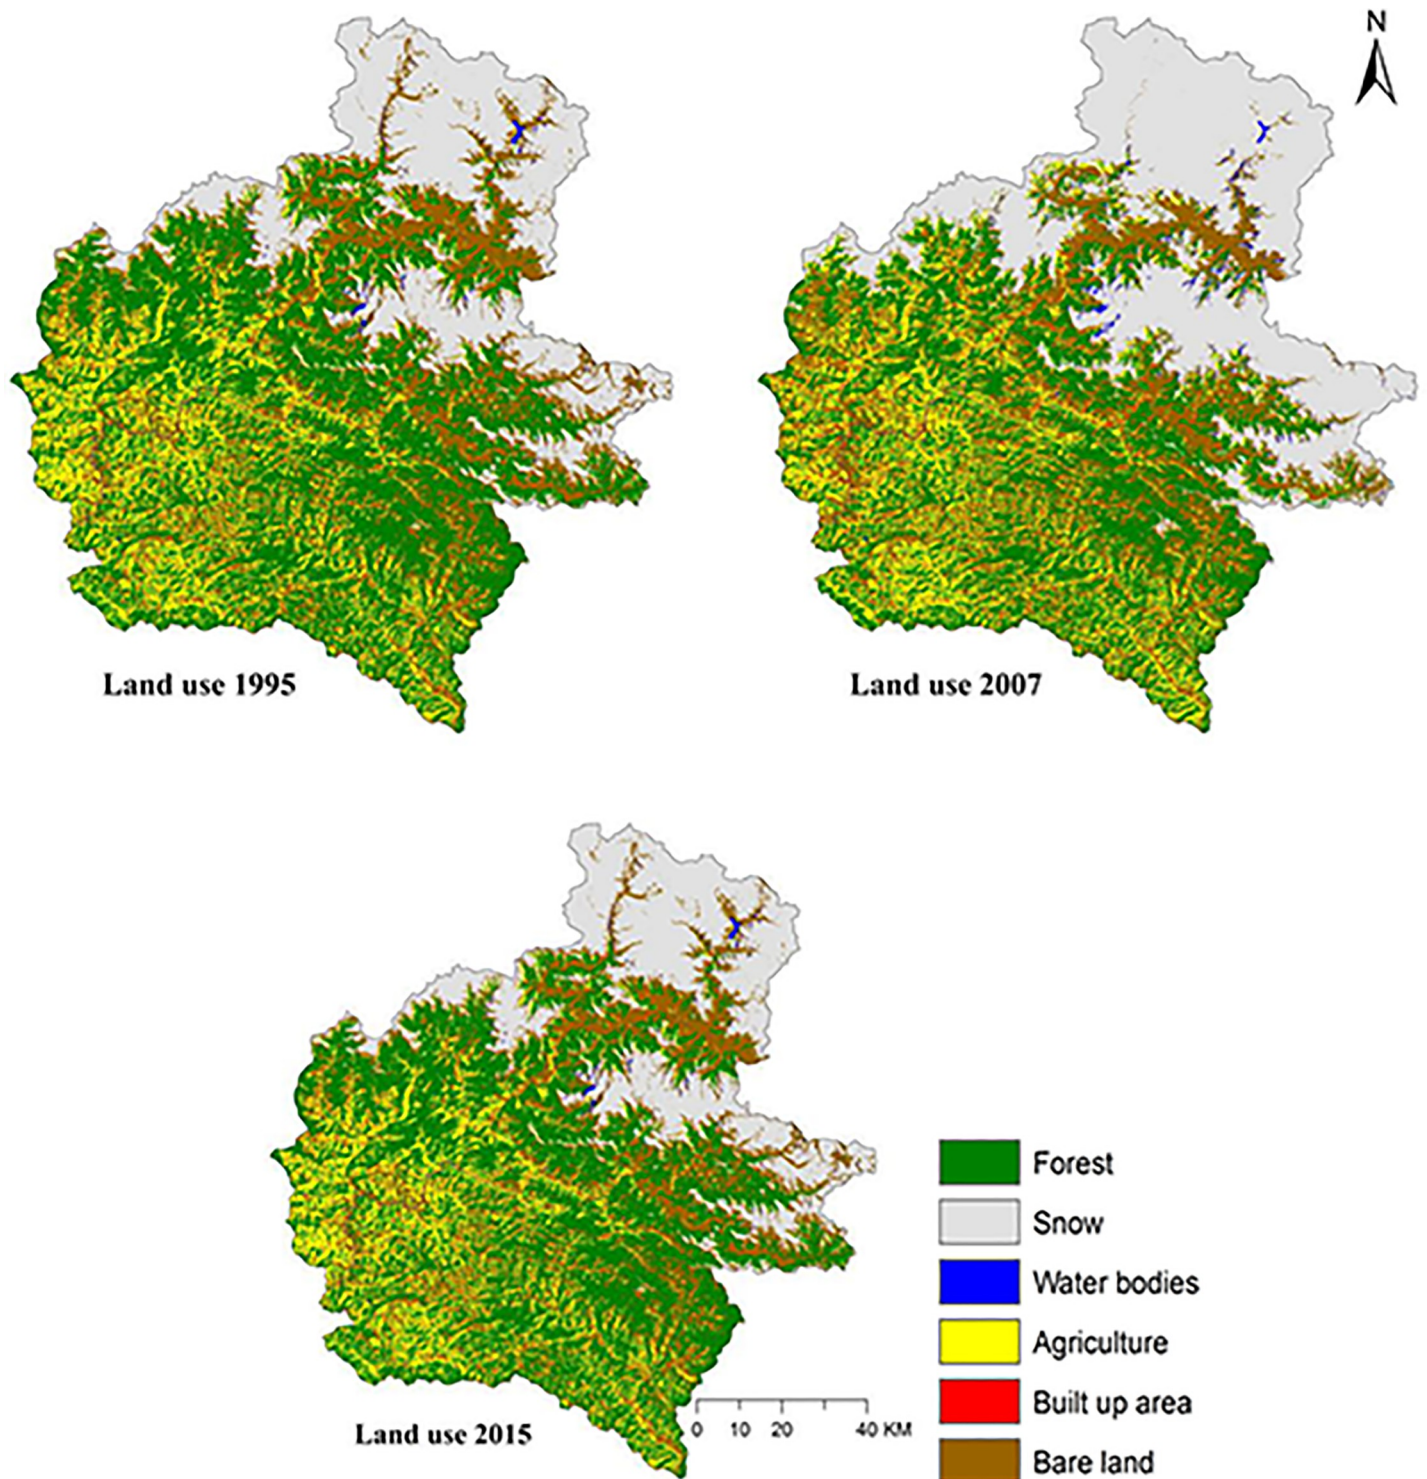 N
Land use 1995
Land use 2007
Forest
Snow
Water bodies
Agriculture
Built up area
Bare land
0 10 20 40 KM
Land use 2015